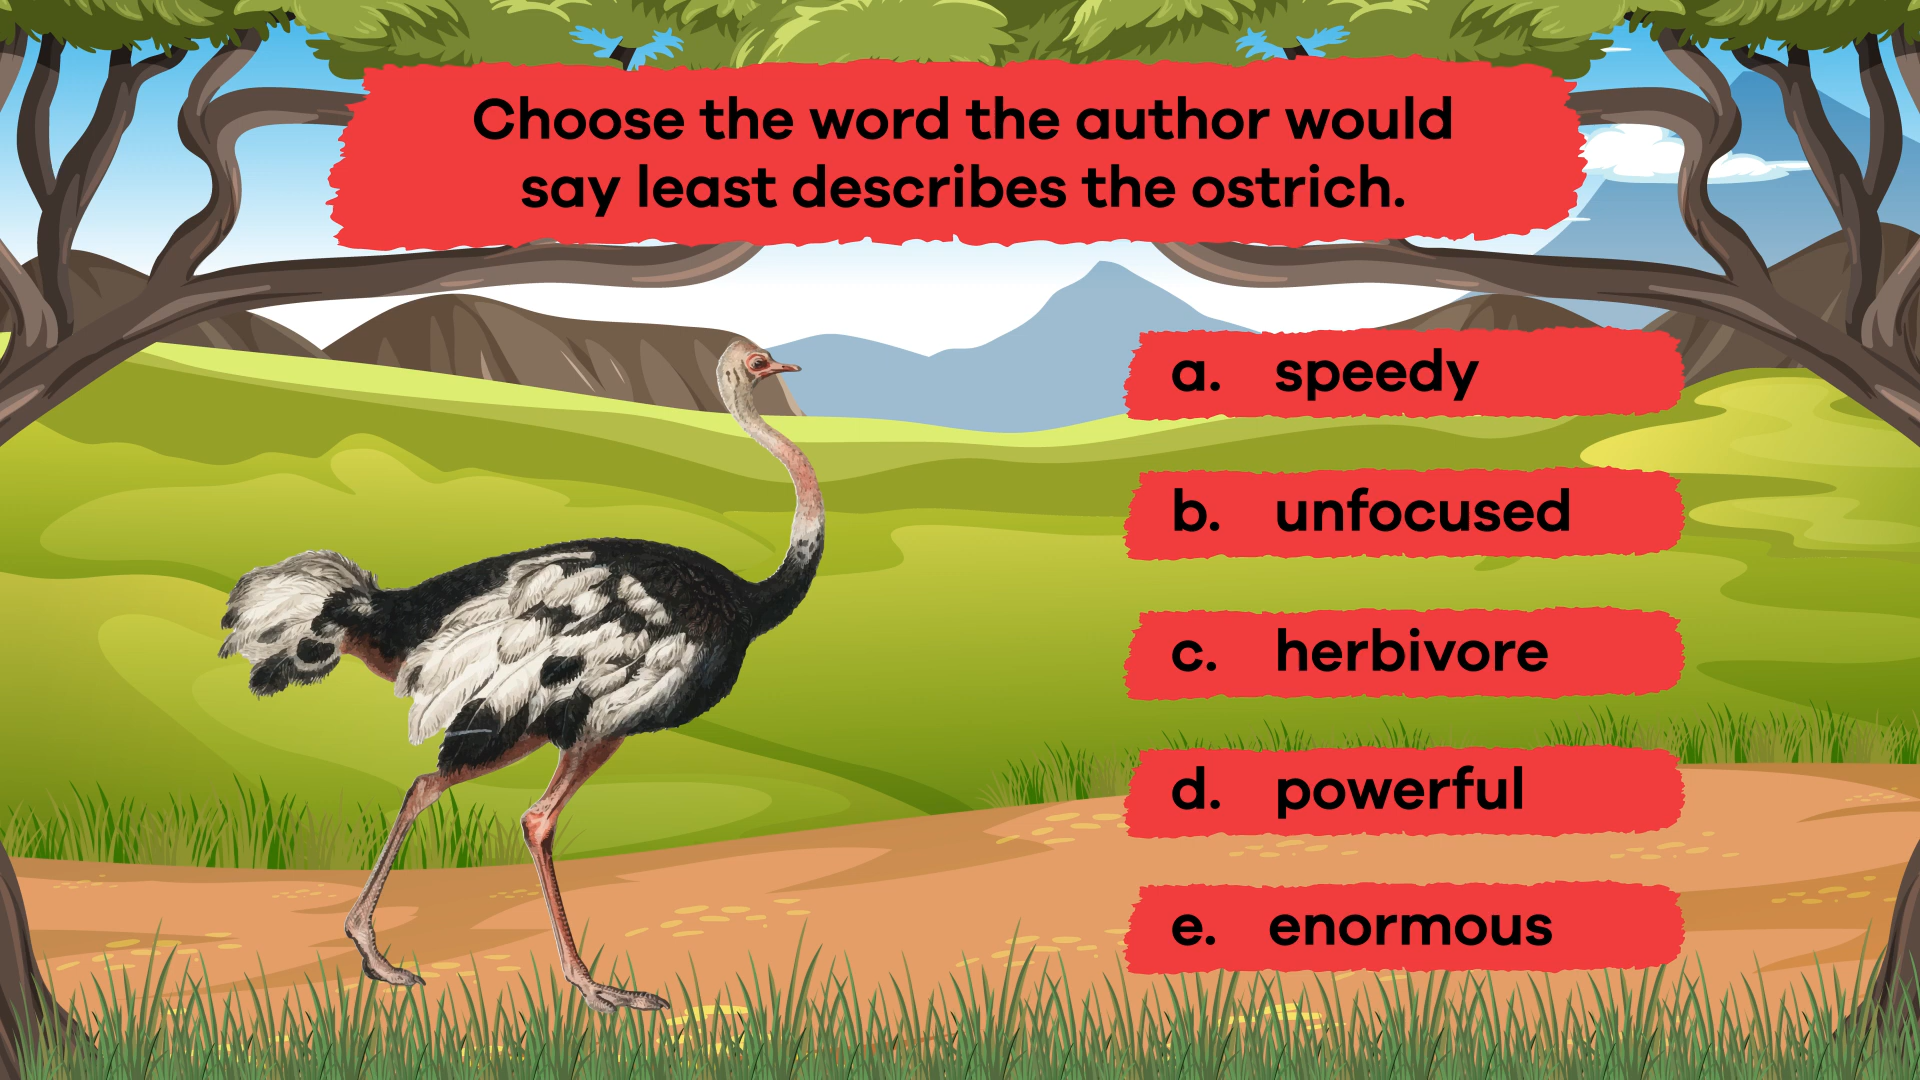 Choose the word the author would
say least describes the ostrich.
a. speedy
b. unfocused
c. herbivore
d. powerful
e. enormous